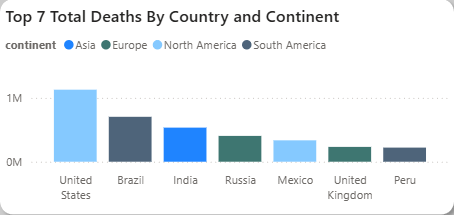 Top 7 Total Deaths By Country and Continent
continent Asia Europe North America South America
1M
0M
United States Brazil India Russia Mexico United Kingdom Peru